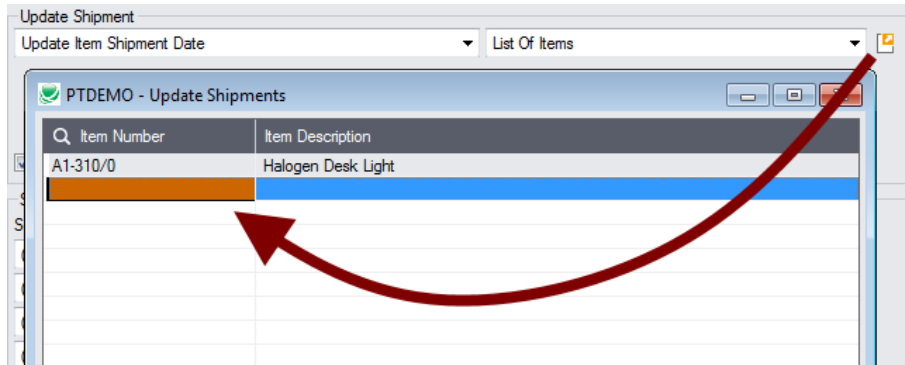 Update Shipment
Update Item Shipment Date List Of Items
PTDEMO - Update Shipments
Item Number Item Description
A1-310/0 Halogen Desk Light